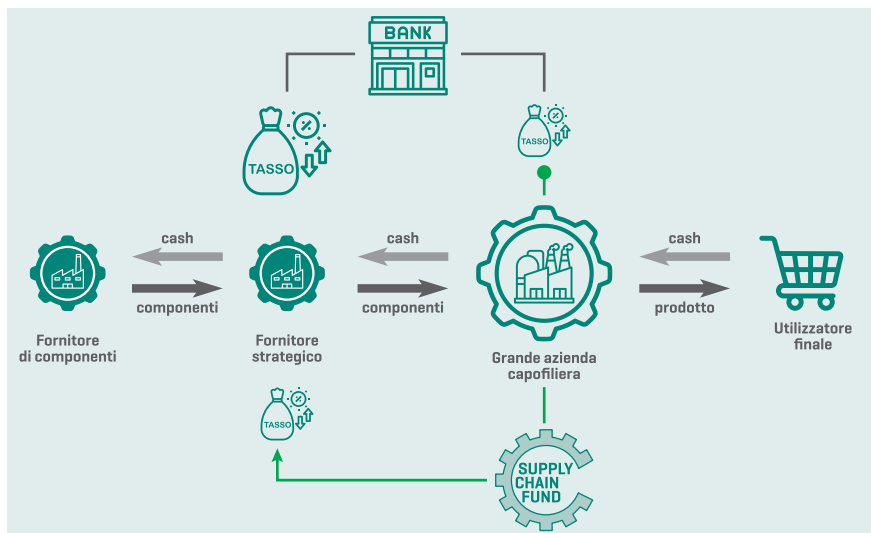 BANK
TASSO
TASSO
cash
cash
cash
componenti
componenti
prodotto
Fornitore
di componenti
Fornitore
strategico
Grande azienda
capofiliera
Utilizzatore
finale
TASSO
SUPPLY
CHAIN
FUND